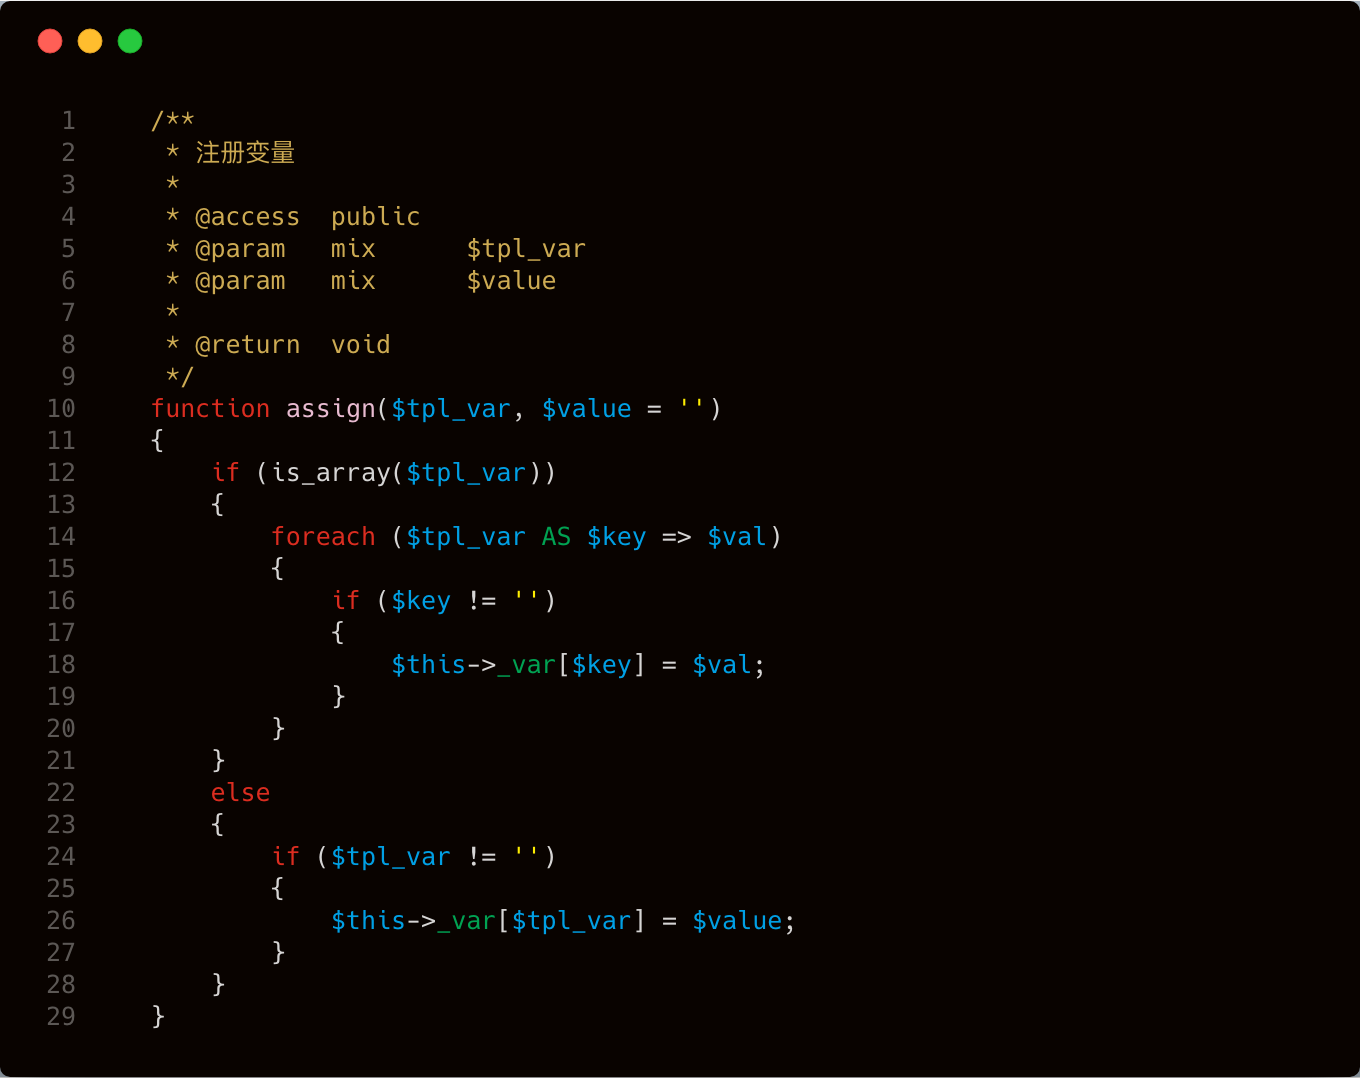 1    /**
2     * 注册变量
3     *
4     * @access  public
5     * @param   mix      $tpl_var
6     * @param   mix      $value
7     *
8     * @return  void
9     */
10    function assign($tpl_var, $value = '')
11    {
12        if (is_array($tpl_var))
13        {
14            foreach ($tpl_var AS $key => $val)
15            {
16                if ($key != '')
17                {
18                    $this->_var[$key] = $val;
19                }
20            }
21        }
22        else
23        {
24            if ($tpl_var != '')
25            {
26                $this->_var[$tpl_var] = $value;
27            }
28        }
29    }